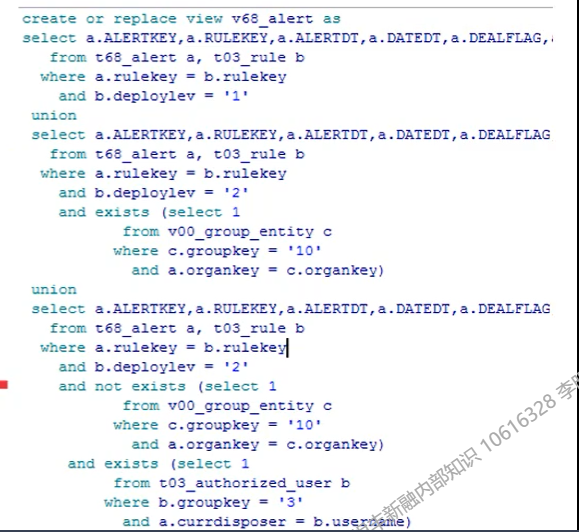 create or replace view v68_alert as
select a.ALERTKEY,a.RULEKEY,a.ALERTDT,a.DATEDT,a.DEALFLAG,
from t68_alert a, t03_rule b
where a.rulekey = b.rulekey
and b.deploylev = '1'
union
select a.ALERTKEY,a.RULEKEY,a.ALERTDT,a.DATEDT,a.DEALFLAG
from t68_alert a, t03_rule b
where a.rulekey = b.rulekey
and b.deploylev = '2'
and exists (select 1
from v00_group_entity c
where c.groupkey = '10'
and a.organkey = c.organkey)
union
select a.ALERTKEY,a.RULEKEY,a.ALERTDT,a.DATEDT,a.DEALFLAG
from t68_alert a, t03_rule b
where a.rulekey = b.rulekey
and b.deploylev = '2'
and not exists (select 1
from v00_group_entity c
where c.groupkey = '10'
and a.organkey = c.organkey)
and exists (select 1
from t03_authorized_user b
where b.groupkey = '3'
and a.currdisposer = b.username)
新融内部知识 10616328 李